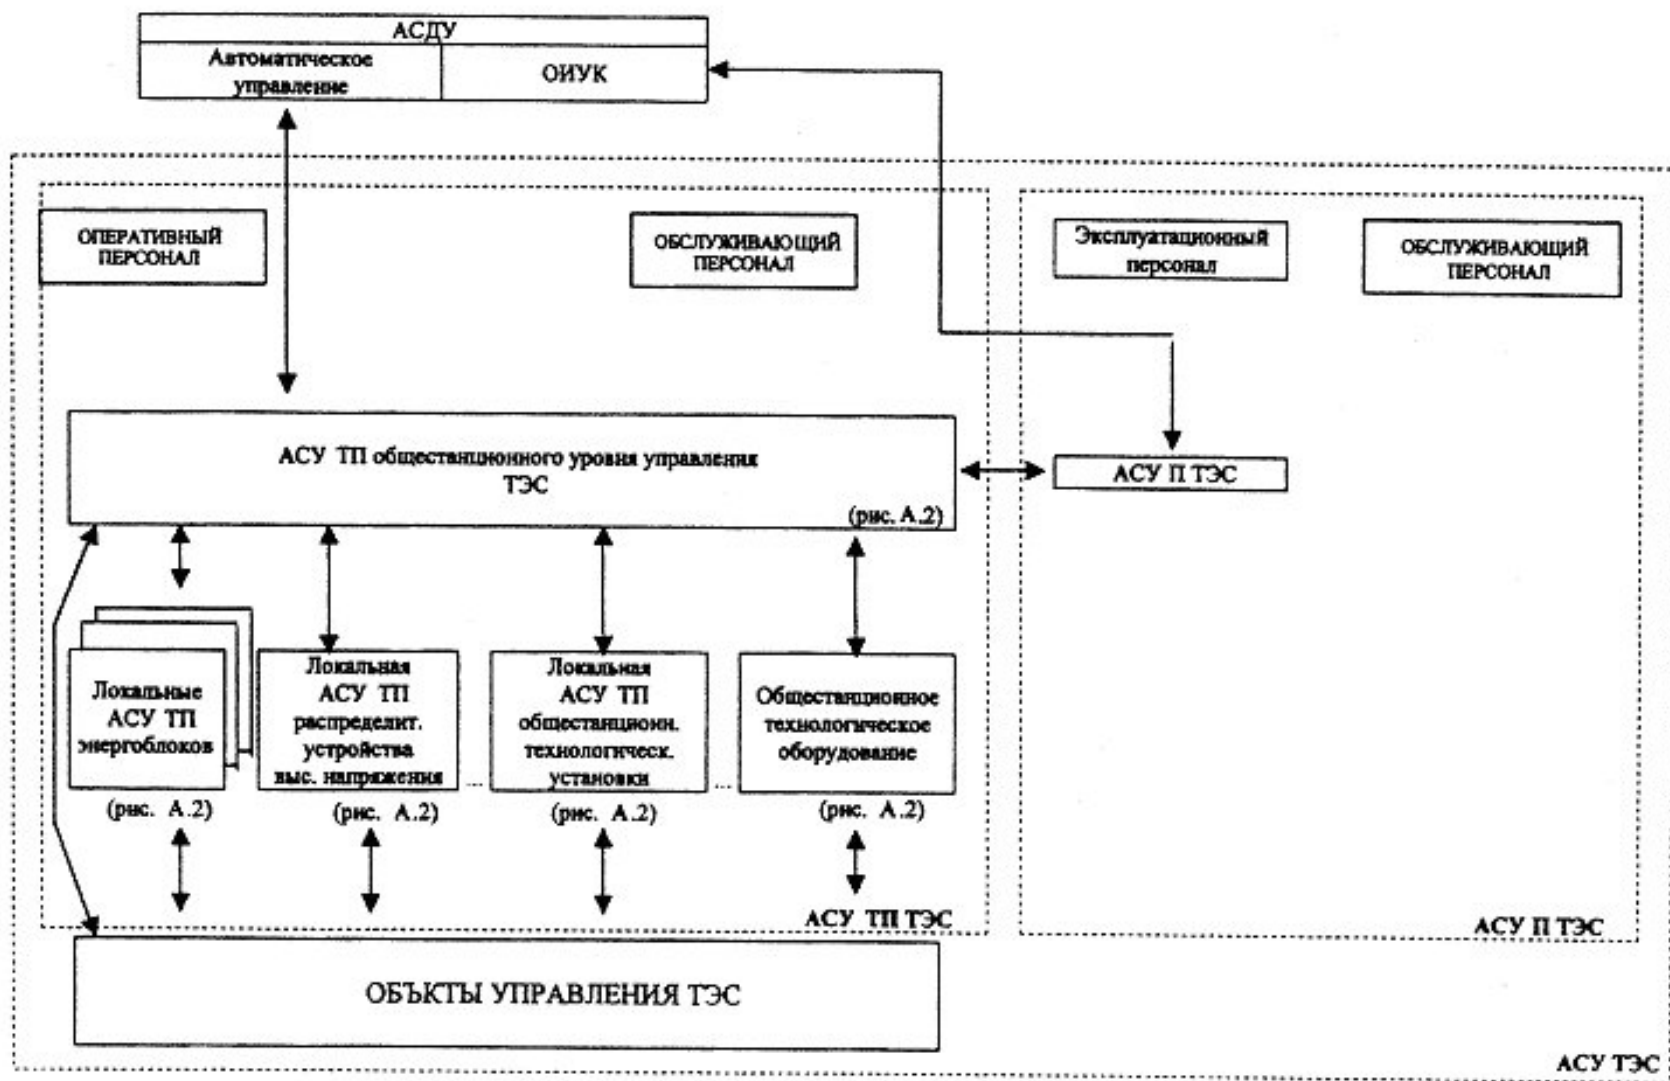 АСДУ
Автоматическое
управление
ОИУК
ОПЕРАТИВНЫЙ
ПЕРСОНАЛ
ОБСЛУЖИВАЮЩИЙ
ПЕРСОНАЛ
Эксплуатационный
персонал
ОБСЛУЖИВАЮЩИЙ
ПЕРСОНАЛ
АСУ ТП общестанционного уровня управления
ТЭС
(рис. А.2)
АСУ П ТЭС
Локальные
АСУ ТП
энергоблоков
(рис. А.2)
Локальная
АСУ ТП
распределит.
устройства
выс. напряжения
(рис. А.2)
...
Локальная
АСУ ТП
общестанционн.
технологическ.
установки
(рис. А.2)
...
Общестанционное
технологическое
оборудование
(рис. А.2)
АСУ ТП ТЭС
АСУ П ТЭС
ОБЪКТЫ УПРАВЛЕНИЯ ТЭС
АСУ ТЭС